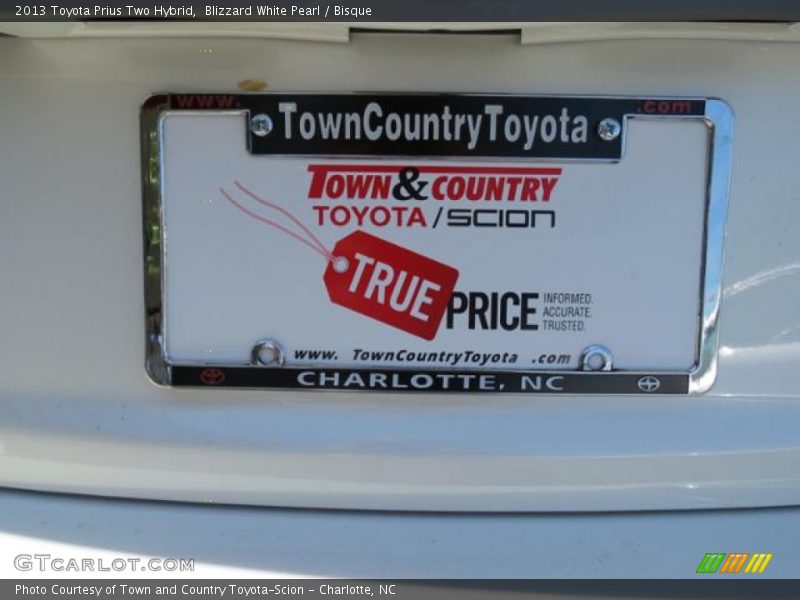 2013 Toyota Prius Two Hybrid,  Blizzard White Pearl / Bisque
www. .com
TownCountryToyota
TOWN & COUNTRY
TOYOTA / SCION
TRUE PRICE
INFORMED.
ACCURATE.
TRUSTED.
www. TownCountryToyota .com
CHARLOTTE, NC
GTCARLOT.COM
Photo Courtesy of Town and Country Toyota-Scion - Charlotte, NC